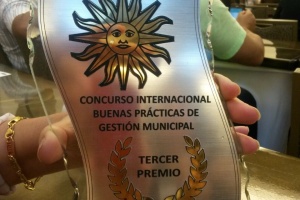 CONCURSO INTERNACIONAL
BUENAS PRÁCTICAS DE
GESTIÓN MUNICIPAL
TERCER
PREMIO